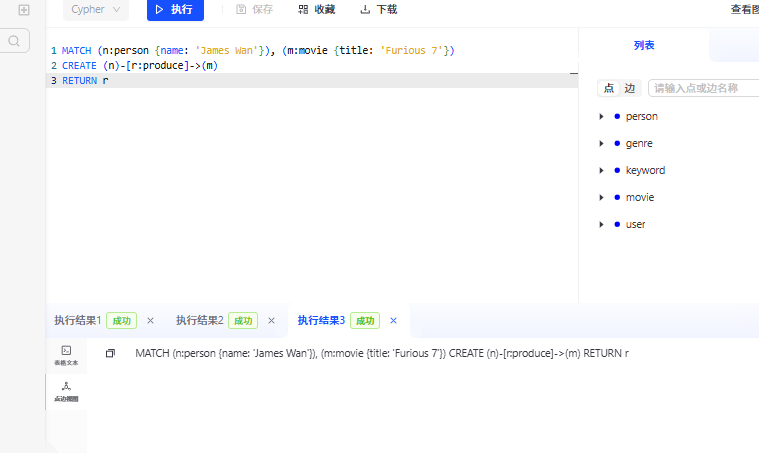 Cypher 执行 保存 收藏 下载 查看图
1 MATCH (n:person {name: 'James Wan'}), (m:movie {title: 'Furious 7'})
2 CREATE (n)-[r:produce]->(m)
3 RETURN r
列表
点 边 请输入点或边名称
person
genre
keyword
movie
user
执行结果1 成功 执行结果2 成功 执行结果3 成功
表格文本
MATCH (n:person {name: 'James Wan'}), (m:movie {title: 'Furious 7'}) CREATE (n)-[r:produce]->(m) RETURN r
点边视图